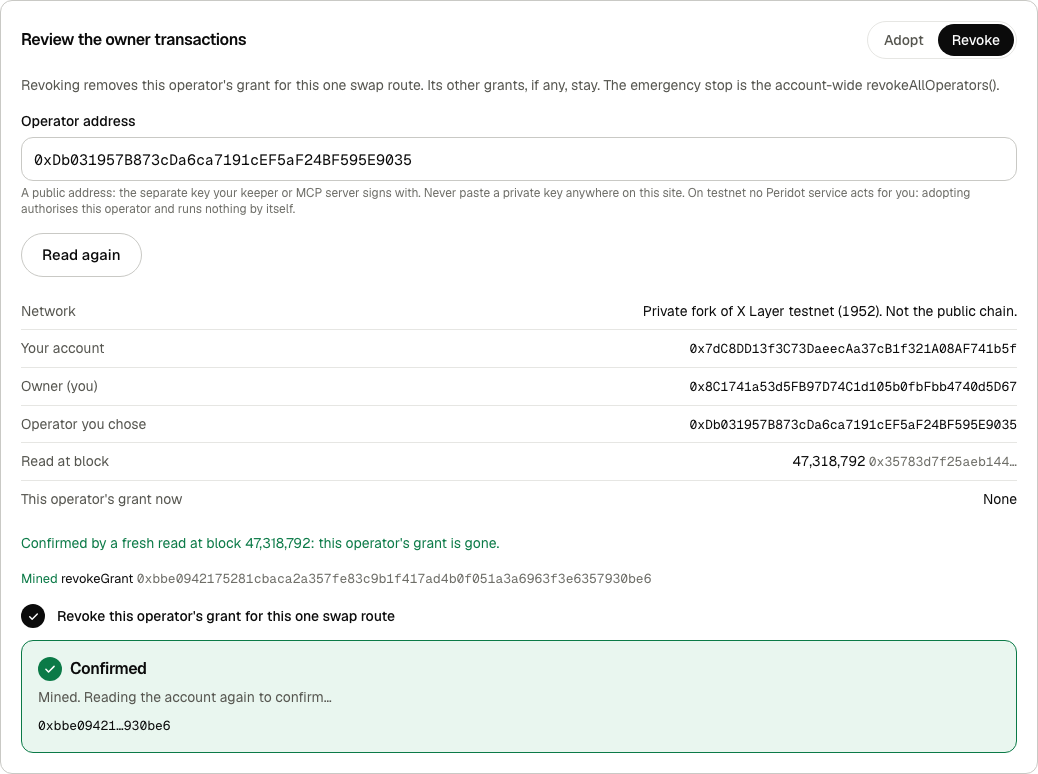 Review the owner transactions
Adopt
Revoke
Revoking removes this operator's grant for this one swap route. Its other grants, if any, stay. The emergency stop is the account-wide revokeAllOperators().
Operator address
0xDb031957B873cDa6ca7191cEF5aF24BF595E9035
A public address: the separate key your keeper or MCP server signs with. Never paste a private key anywhere on this site. On testnet no Peridot service acts for you: adopting
authorises this operator and runs nothing by itself.
Read again
Network Private fork of X Layer testnet (1952). Not the public chain.
Your account 0x7dC8DD13f3C73DaeecAa37cB1f321A08AF741b5f
Owner (you) 0x8C1741a53d5FB97D74C1d105b0fbFbb4740d5D67
Operator you chose 0xDb031957B873cDa6ca7191cEF5aF24BF595E9035
Read at block 47,318,792 0x35783d7f25aeb144…
This operator's grant now None
Confirmed by a fresh read at block 47,318,792: this operator's grant is gone.
Mined revokeGrant 0xbbe0942175281cbaca2a357fe83c9b1f417ad4b0f051a3a6963f3e6357930be6
Revoke this operator's grant for this one swap route
Confirmed
Mined. Reading the account again to confirm…
0xbbe09421…930be6